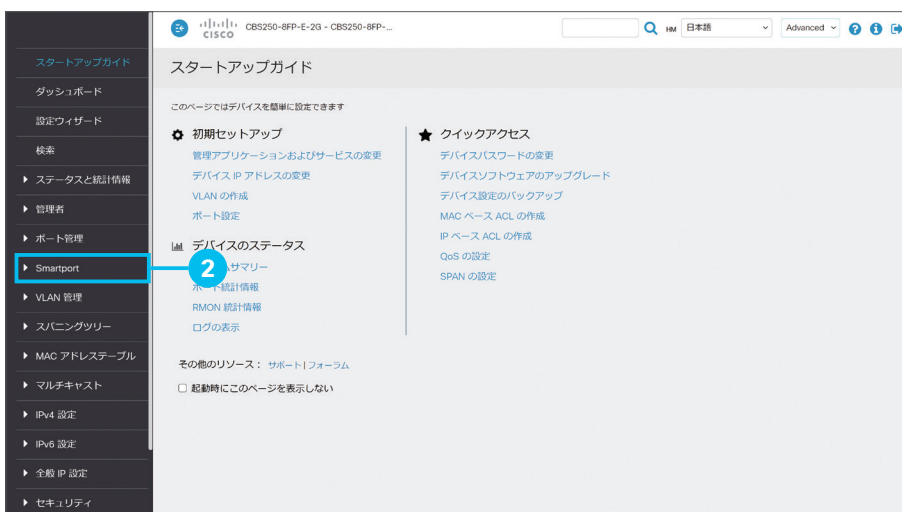 CISCO
CBS250-8FP-E-2G - CBS250-8FP-...
HM
日本語
Advanced
スタートアップガイド
ダッシュボード
設定ウィザード
検索
ステータスと統計情報
管理者
ポート管理
Smartport
VLAN 管理
スパニングツリー
MAC アドレステーブル
マルチキャスト
IPv4 設定
IPv6 設定
全般 IP 設定
セキュリティ
スタートアップガイド
このページではデバイスを簡単に設定できます
初期セットアップ
管理アプリケーションおよびサービスの変更
デバイス IP アドレスの変更
VLAN の作成
ポート設定
デバイスのステータス
2
サマリー
ポート統計情報
RMON 統計情報
ログの表示
クイックアクセス
デバイスパスワードの変更
デバイスソフトウェアのアップグレード
デバイス設定のバックアップ
MAC ベース ACL の作成
IP ベース ACL の作成
QoS の設定
SPAN の設定
その他のリソース： サポート | フォーラム
起動時にこのページを表示しない